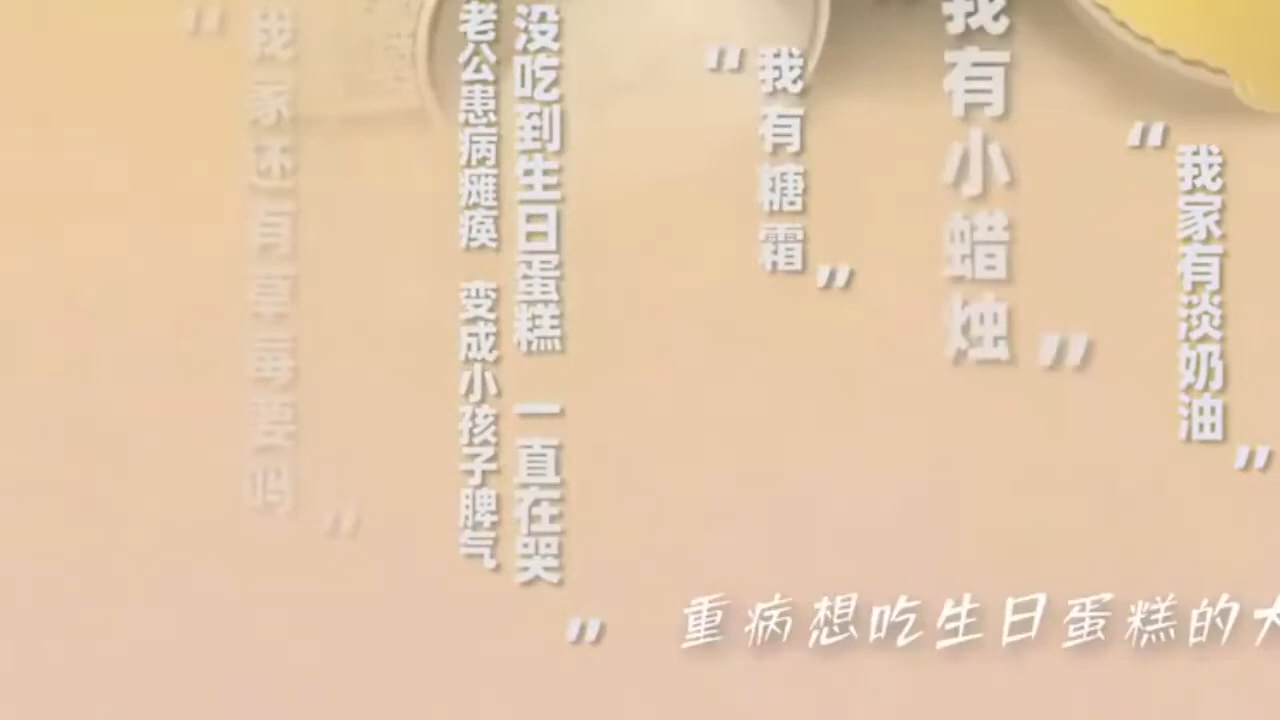 "我家还有草莓要吗"
没吃到生日蛋糕 一直在哭
老公患病瘫痪 变成小孩子脾气"
"我有糖霜"
我有小蜡烛"
"我家有淡奶油"
重病想吃生日蛋糕的